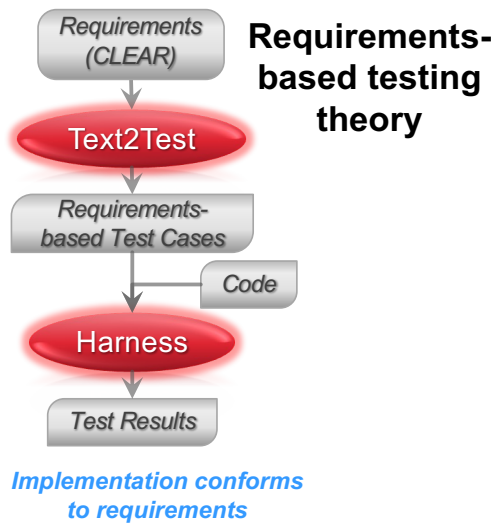 Requirements
(CLEAR)
Requirements-
based testing
theory
Text2Test
Requirements-
based Test Cases
Code
Harness
Test Results
Implementation conforms
to requirements